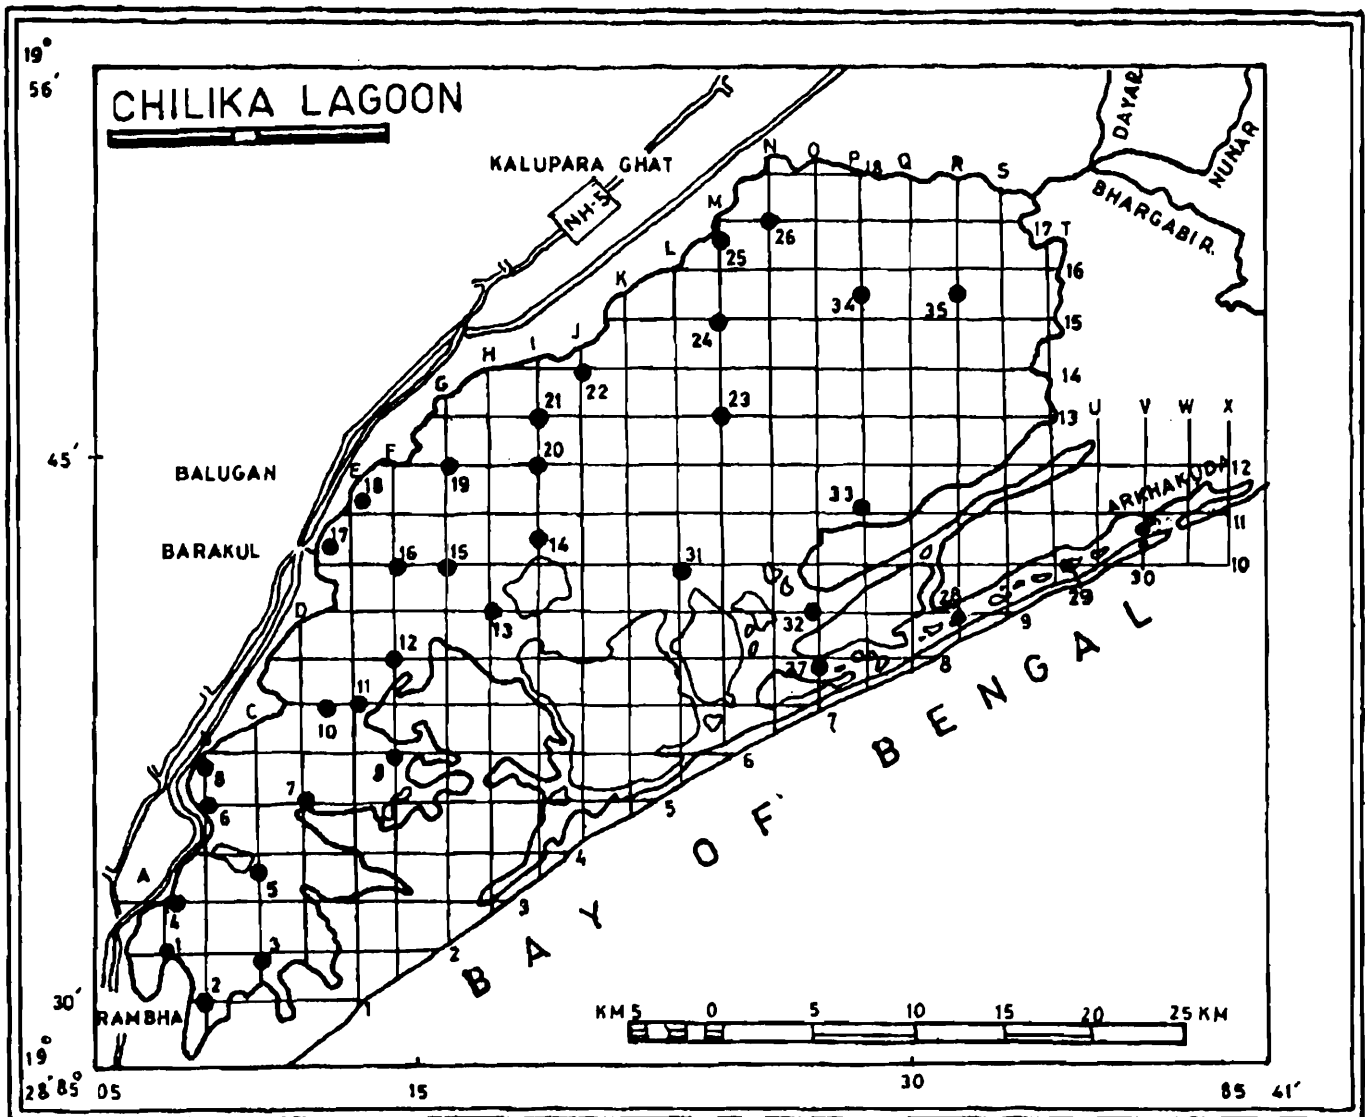 19°
56'
CHILIKA LAGOON
KALUPARA GHAT
NH-5
DAYAR
NUNAR
BHARGABIR.
N O P 18 Q R S
M
26
17 T
L
25
16
K
34 35
15
J
24
I
H
22
14
G
21
23
13 U V W X
45'
BALUGAN
F
E
20
19
12
ARKHAKUDA
18
33
11
17
BARAKUL
14
16 15
31
10
30
29
D
13
32
28
9
12
27
8
C
11
10
7
B
8
9
6
7
6
5
4
A
5
4
3
1
3
2
2
1
BAY OF BENGAL
30'
RAMBHA
KM 5 0 5 10 15 20 25 KM
19°
28' 85° 05 15 30 85 41'